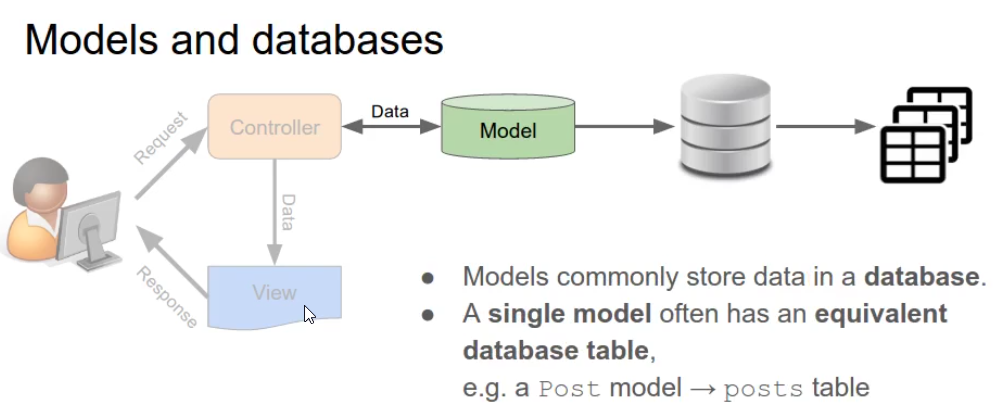 Models and databases
Request
Controller
Data
Model
Data
Response
View
● Models commonly store data in a database.
● A single model often has an equivalent
database table,
e.g. a Post model → posts table